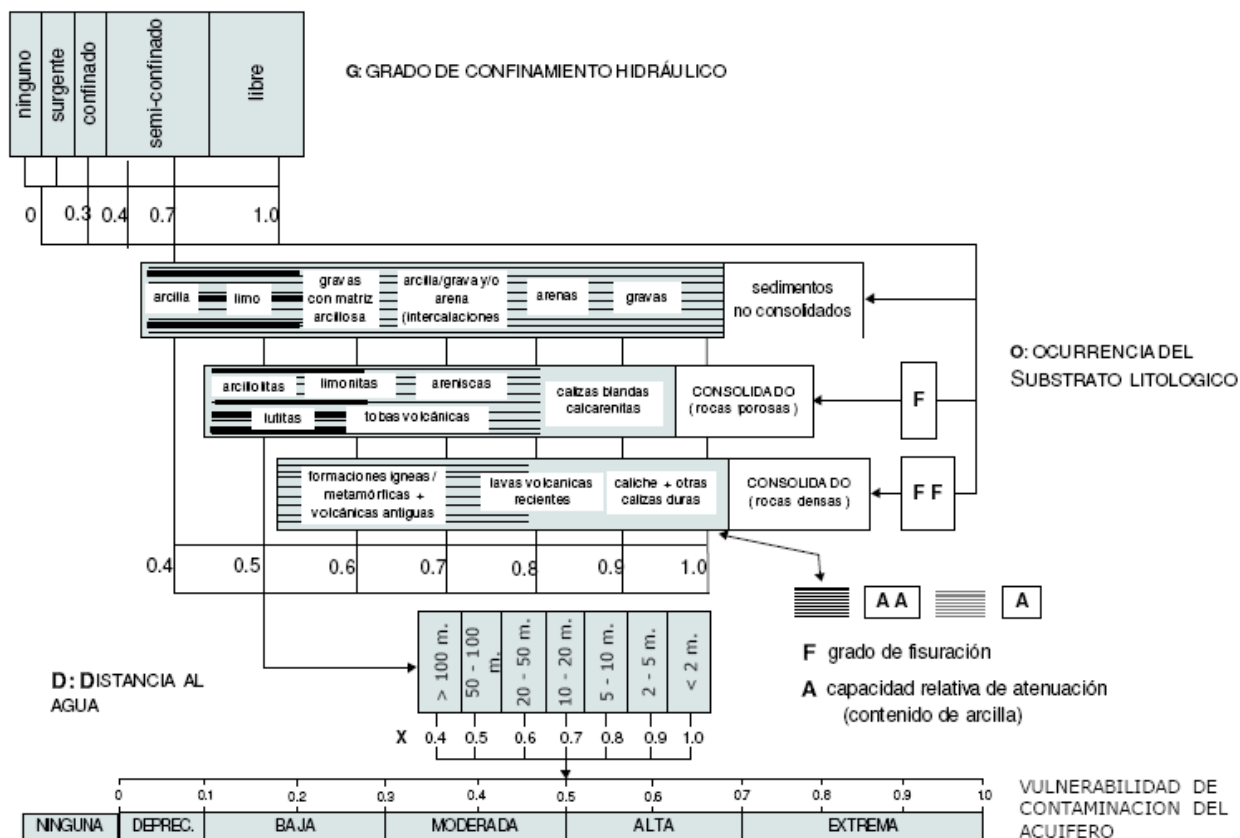 ninguno
surgente
confinado
semi-confinado
libre
G: GRADO DE CONFINAMIENTO HIDRÁULICO
0 0.3 0.4 0.7 1.0
arcilla
limo
gravas
con matriz
arcillosa
arcilla/grava y/o
arena
(intercalaciones
arenas
gravas
sedimentos
no consolidados
O: OCURRENCIA DEL
SUBSTRATO LITOLOGICO
arcillolitas
limonitas
areniscas
lutitas
tobas volcánicas
calizas blandas
calcarenitas
CONSOLIDADO
(rocas porosas)
F
formaciones igneas/
metamórficas +
volcánicas antiguas
lavas volcanicas
recientes
caliche + otras
calizas duras
CONSOLIDADO
(rocas densas)
F F
0.4 0.5 0.6 0.7 0.8 0.9 1.0
A A
A
F grado de fisuración
A capacidad relativa de atenuación
(contenido de arcilla)
D: DISTANCIA AL
AGUA
> 100 m.
50 - 100
m.
20 - 50 m.
10 - 20 m.
5 - 10 m.
2 - 5 m.
< 2 m.
X 0.4 0.5 0.6 0.7 0.8 0.9 1.0
0 0.1 0.2 0.3 0.4 0.5 0.6 0.7 0.8 0.9 1.0
NINGUNA DEPREC. BAJA MODERADA ALTA EXTREMA
VULNERABILIDAD DE
CONTAMINACION DEL
ACUIFERO